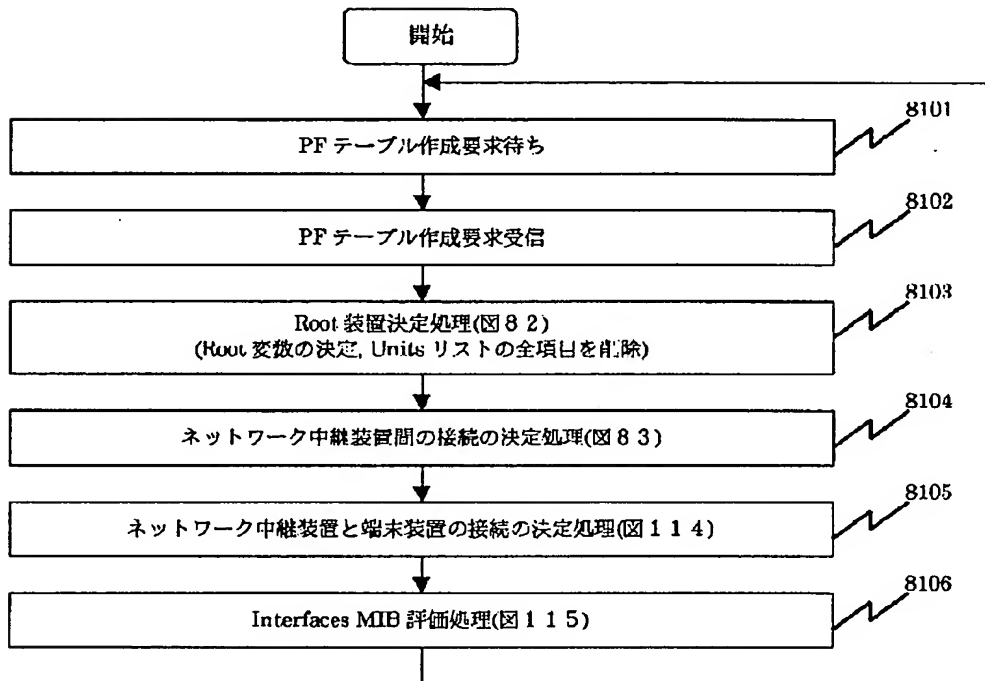 開始
8101
PF テーブル作成要求待ち
8102
PF テーブル作成要求受信
8103
Root 装置決定処理(図８２)
(Root 変数の決定, Units リストの全項目を削除)
8104
ネットワーク中継装置間の接続の決定処理(図８３)
8105
ネットワーク中継装置と端末装置の接続の決定処理(図１１４)
8106
Interfaces MIB 評価処理(図１１５)